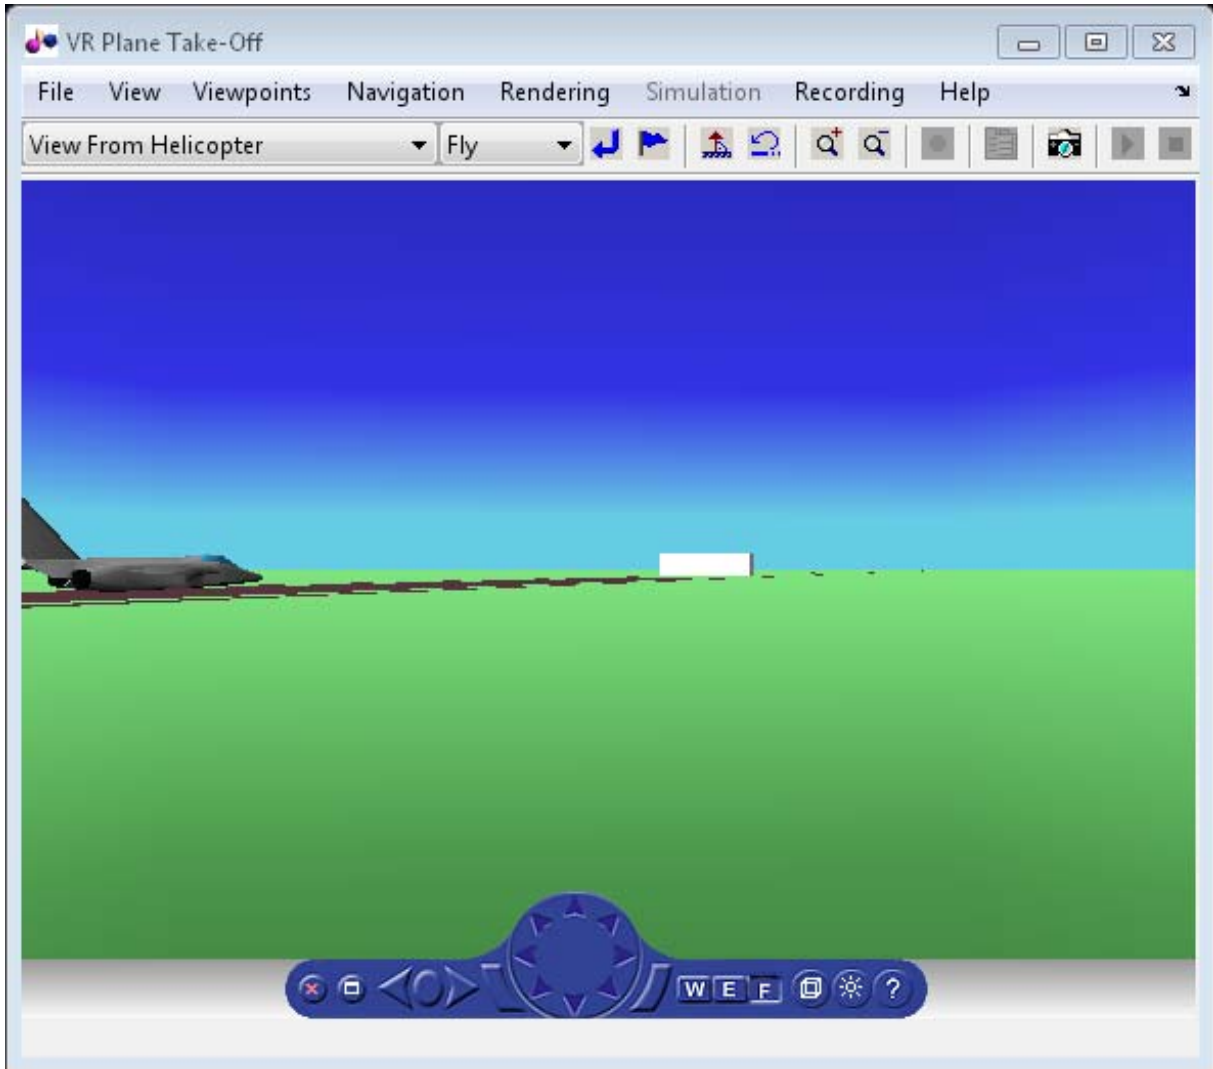 VR Plane Take-Off
File View Viewpoints Navigation Rendering Simulation Recording Help
View From Helicopter Fly
W E F ?